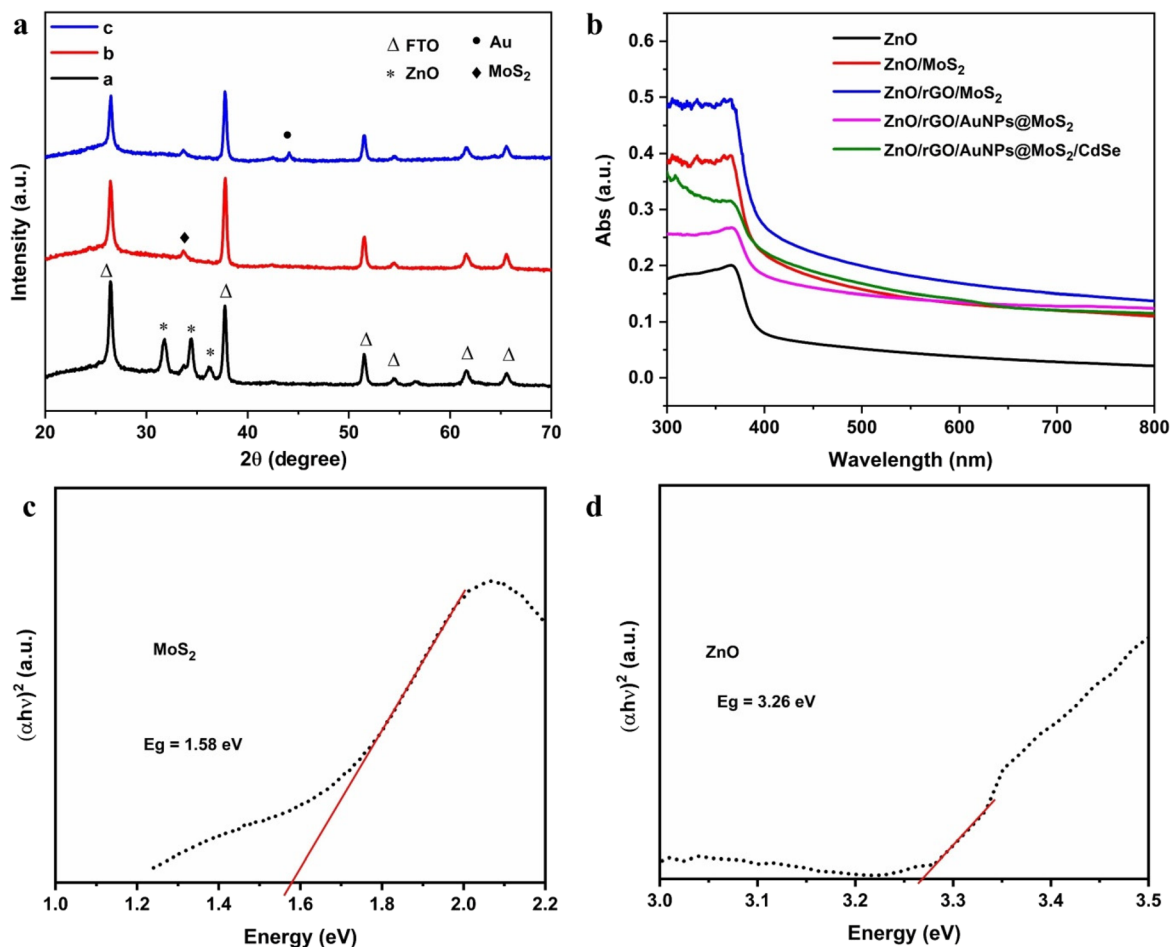 a
c
b
a
Δ FTO
● Au
* ZnO
♦ MoS₂
Intensity (a.u.)
●
♦
Δ
*
*
*
Δ
Δ
Δ
Δ
Δ
20 30 40 50 60 70
2θ (degree)
b
ZnO
ZnO/MoS₂
ZnO/rGO/MoS₂
ZnO/rGO/AuNPs@MoS₂
ZnO/rGO/AuNPs@MoS₂/CdSe
Abs (a.u.)
0.6
0.5
0.4
0.3
0.2
0.1
0.0
300 400 500 600 700 800
Wavelength (nm)
c
(αhν)² (a.u.)
MoS₂
Eg = 1.58 eV
1.0 1.2 1.4 1.6 1.8 2.0 2.2
Energy (eV)
d
(αhν)² (a.u.)
ZnO
Eg = 3.26 eV
3.0 3.1 3.2 3.3 3.4 3.5
Energy (eV)